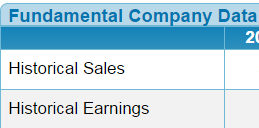 Fundamental Company Data
20
Historical Sales
Historical Earnings